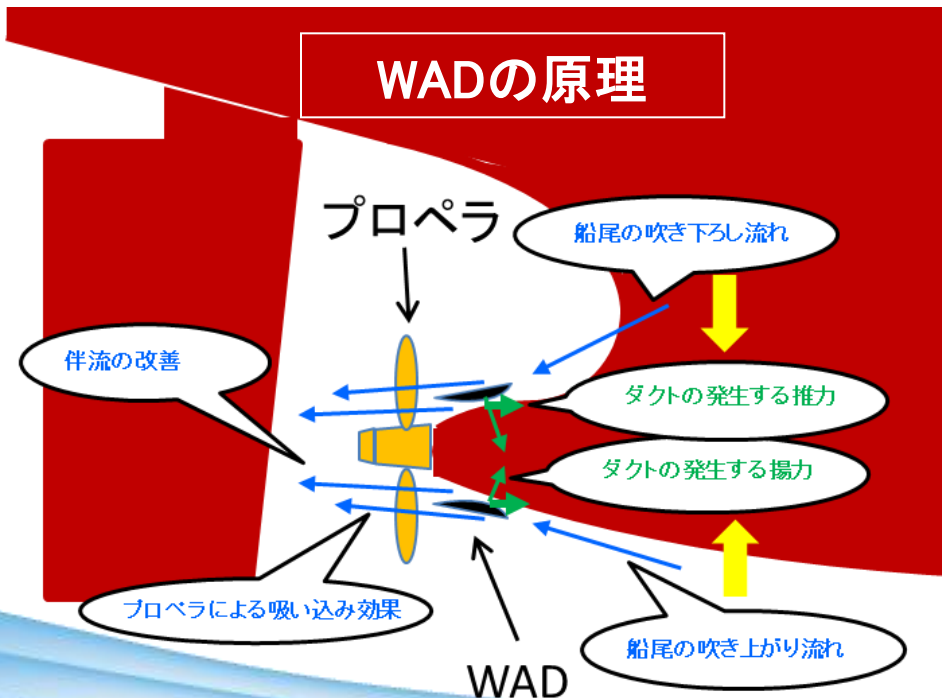 WADの原理
プロペラ
船尾の吹き下ろし流れ
伴流の改善
ダクトの発生する推力
ダクトの発生する揚力
プロペラによる吸い込み効果
船尾の吹き上がり流れ
WAD